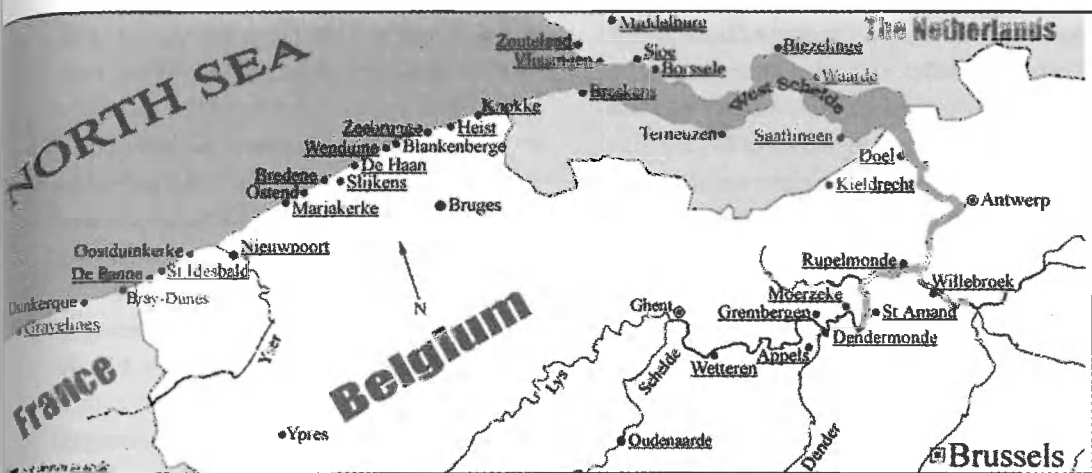 The Netherlands
NORTH SEA
Middelburg
Zouteland
Vlissingen
Sloe
Borssele
Biezelinge
Waarde
Breskens
West Schelde
Terneuzen
Saaftingen
Knokke
Heist
Zeebrugge
Blankenberge
Wenduine
De Haan
Bredene
Slijkens
Ostend
Mariakerke
Bruges
Doel
Kieldrecht
Antwerp
Oostduinkerke
Nieuwpoort
De Panne
St Idesbald
Bray-Dunes
Dunkerque
Gravelines
N
Rupelmonde
Willebroek
Moerzeke
Ghent
Grembergen
St Amand
Dendermonde
Appels
Wetteren
Yser
Belgium
Lys
Schelde
France
Ypres
Oudenaarde
Dender
Brussels